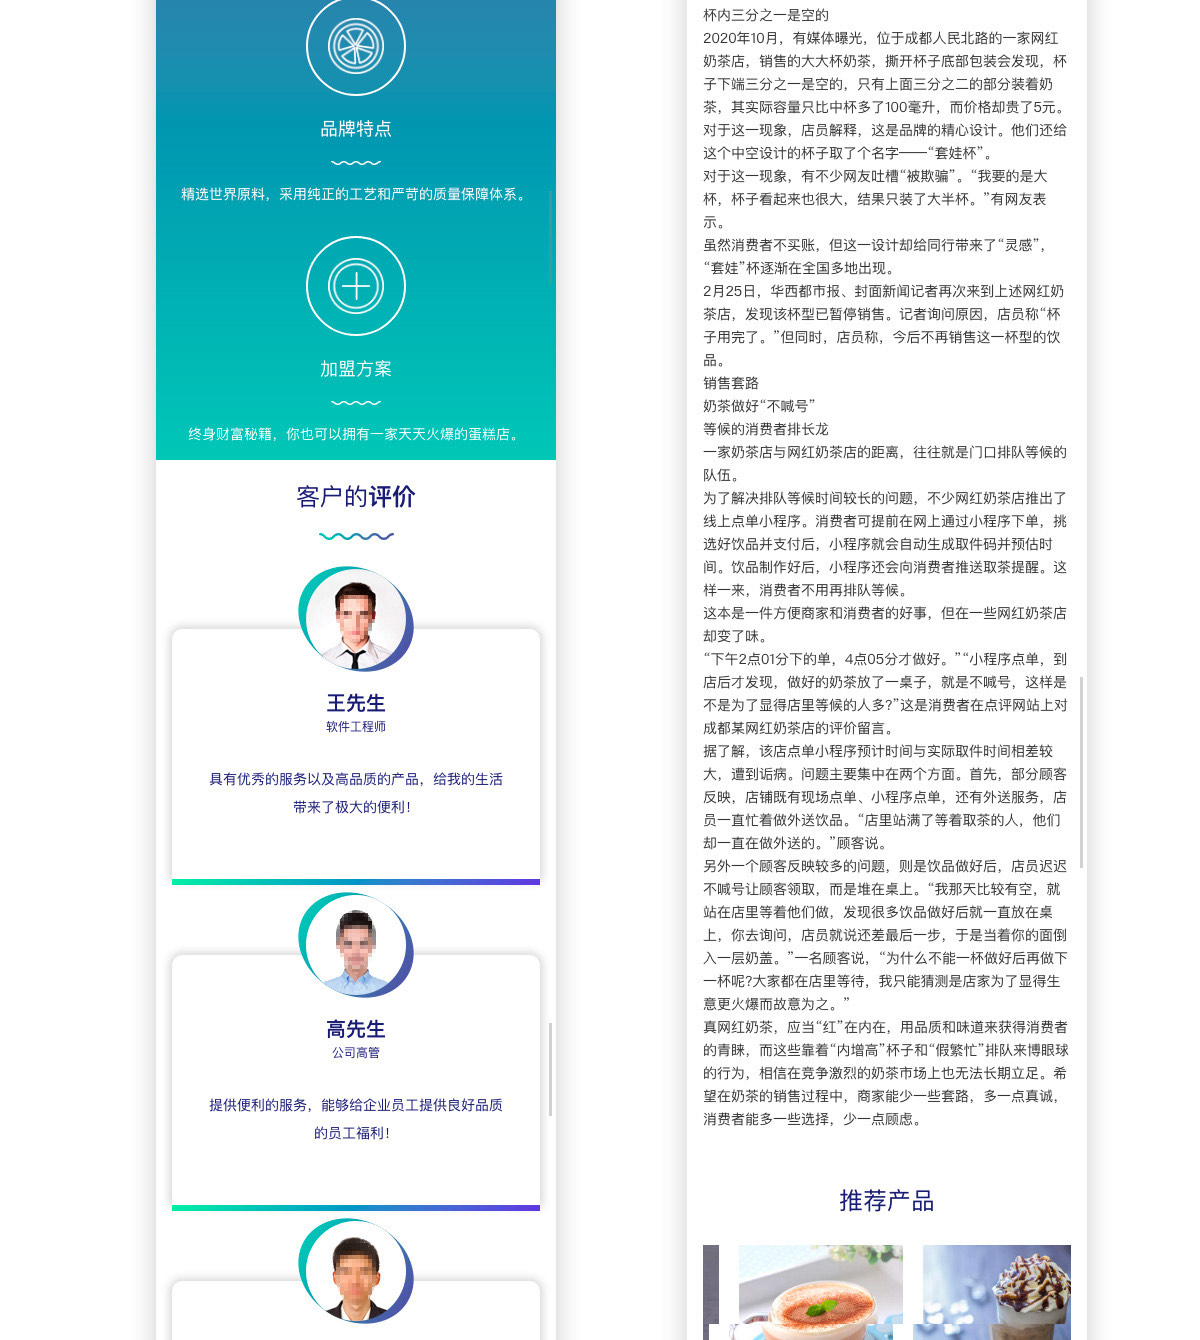 品牌特点
精选世界原料，采用纯正的工艺和严苛的质量保障体系。
加盟方案
终身财富秘籍，你也可以拥有一家天天火爆的蛋糕店。
客户的评价
王先生
软件工程师
具有优秀的服务以及高品质的产品，给我的生活
带来了极大的便利！
高先生
公司高管
提供便利的服务，能够给企业员工提供良好品质
的员工福利！
杯内三分之一是空的
2020年10月，有媒体曝光，位于成都人民北路的一家网红
奶茶店，销售的大大杯奶茶，撕开杯子底部包装会发现，杯
子下端三分之一是空的，只有上面三分之二的部分装着奶
茶，其实际容量只比中杯多了100毫升，而价格却贵了5元。
对于这一现象，店员解释，这是品牌的精心设计。他们还给
这个中空设计的杯子取了个名字——“套娃杯”。
对于这一现象，有不少网友吐槽“被欺骗”。“我要的是大
杯，杯子看起来也很大，结果只装了大半杯。”有网友表
示。
虽然消费者不买账，但这一设计却给同行带来了“灵感”，
“套娃”杯逐渐在全国多地出现。
2月25日，华西都市报、封面新闻记者再次来到上述网红奶
茶店，发现该杯型已暂停销售。记者询问原因，店员称“杯
子用完了。”但同时，店员称，今后不再销售这一杯型的饮
品。
销售套路
奶茶做好“不喊号”
等候的消费者排长龙
一家奶茶店与网红奶茶店的距离，往往就是门口排队等候的
队伍。
为了解决排队等候时间较长的问题，不少网红奶茶店推出了
线上点单小程序。消费者可提前在网上通过小程序下单，挑
选好饮品并支付后，小程序就会自动生成取件码并预估时
间。饮品制作好后，小程序还会向消费者推送取茶提醒。这
样一来，消费者不用再排队等候。
这本是一件方便商家和消费者的好事，但在一些网红奶茶店
却变了味。
“下午2点01分下的单，4点05分才做好。”“小程序点单，到
店后才发现，做好的奶茶放了一桌子，就是不喊号，这样是
不是为了显得店里等候的人多?”这是消费者在点评网站上对
成都某网红奶茶店的评价留言。
据了解，该店点单小程序预计时间与实际取件时间相差较
大，遭到诟病。问题主要集中在两个方面。首先，部分顾客
反映，店铺既有现场点单、小程序点单，还有外送服务，店
员一直忙着做外送饮品。“店里站满了等着取茶的人，他们
却一直在做外送的。”顾客说。
另外一个顾客反映较多的问题，则是饮品做好后，店员迟迟
不喊号让顾客领取，而是堆在桌上。“我那天比较有空，就
站在店里等着他们做，发现很多饮品做好后就一直放在桌
上，你去询问，店员就说还差最后一步，于是当着你的面倒
入一层奶盖。”一名顾客说，“为什么不能一杯做好后再做下
一杯呢?大家都在店里等待，我只能猜测是店家为了显得生
意更火爆而故意为之。”
真网红奶茶，应当“红”在内在，用品质和味道来获得消费者
的青睐，而这些靠着“内增高”杯子和“假繁忙”排队来博眼球
的行为，相信在竞争激烈的奶茶市场上也无法长期立足。希
望在奶茶的销售过程中，商家能少一些套路，多一点真诚，
消费者能多一些选择，少一点顾虑。
推荐产品